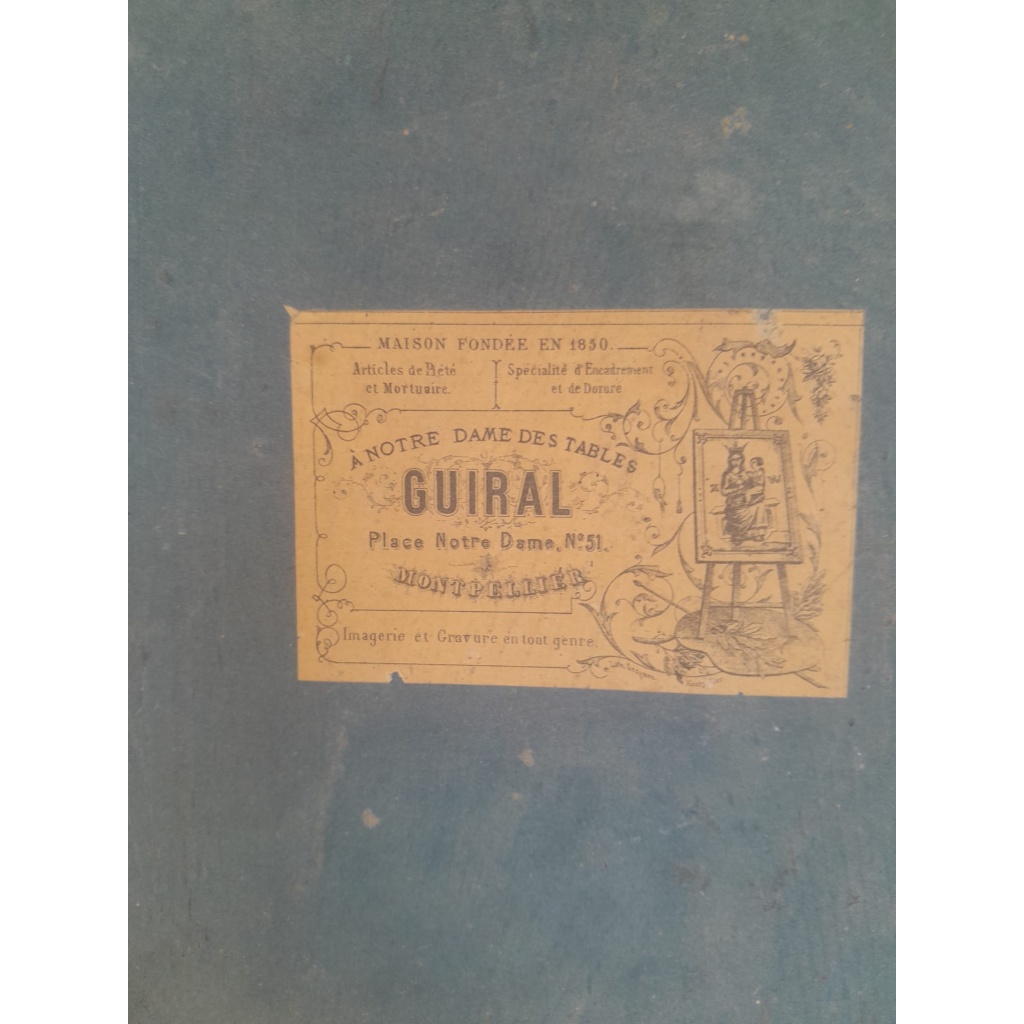 MAISON FONDÉE EN 1850.
Articles de Piété
et Mortuaire.
Spécialité d'Encadrement
et de Dorure
À NOTRE DAME DES TABLES
GUIRAL
Place Notre Dame, Nº 51.
MONTPELLIER
Imagerie et Gravure en tout genre.